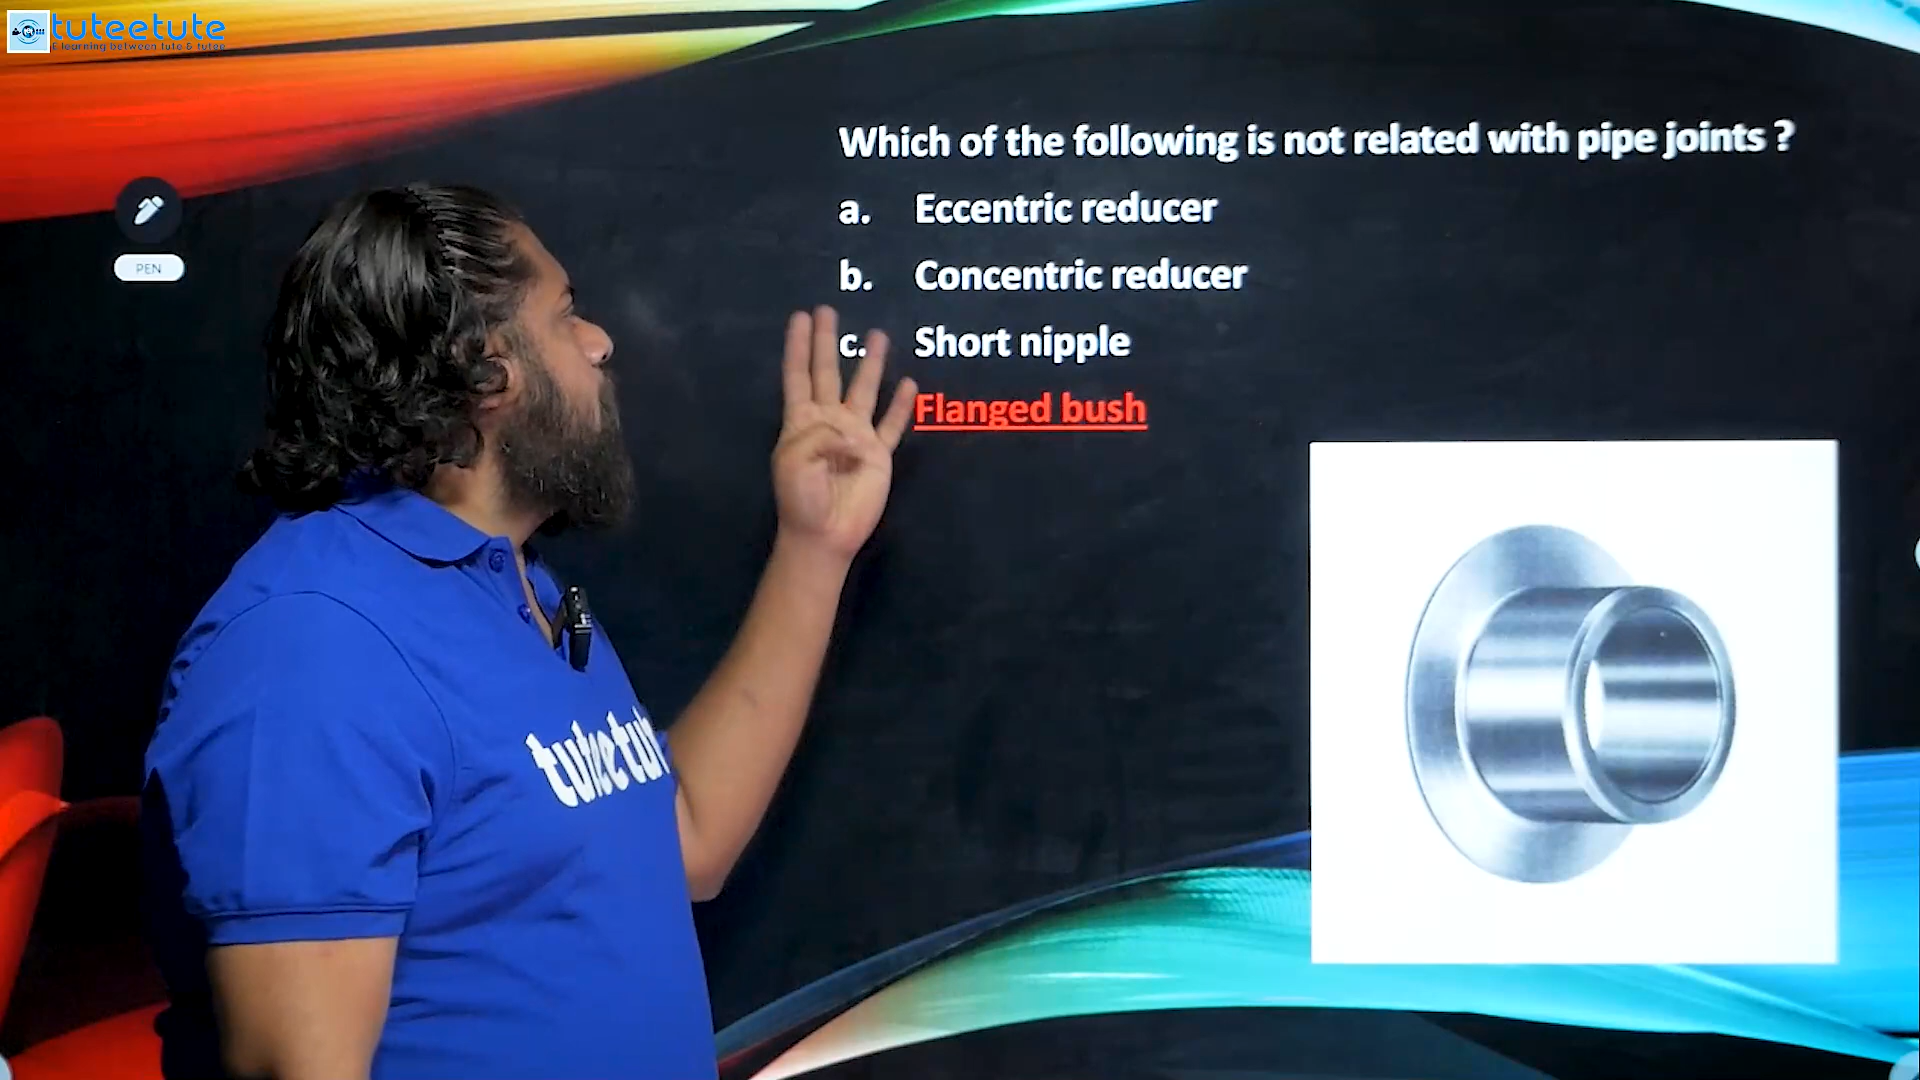 tuteetute
E learning between tute & tutee
Which of the following is not related with pipe joints ?
a. Eccentric reducer
PEN
b. Concentric reducer
c. Short nipple
Flanged bush
tuteetut